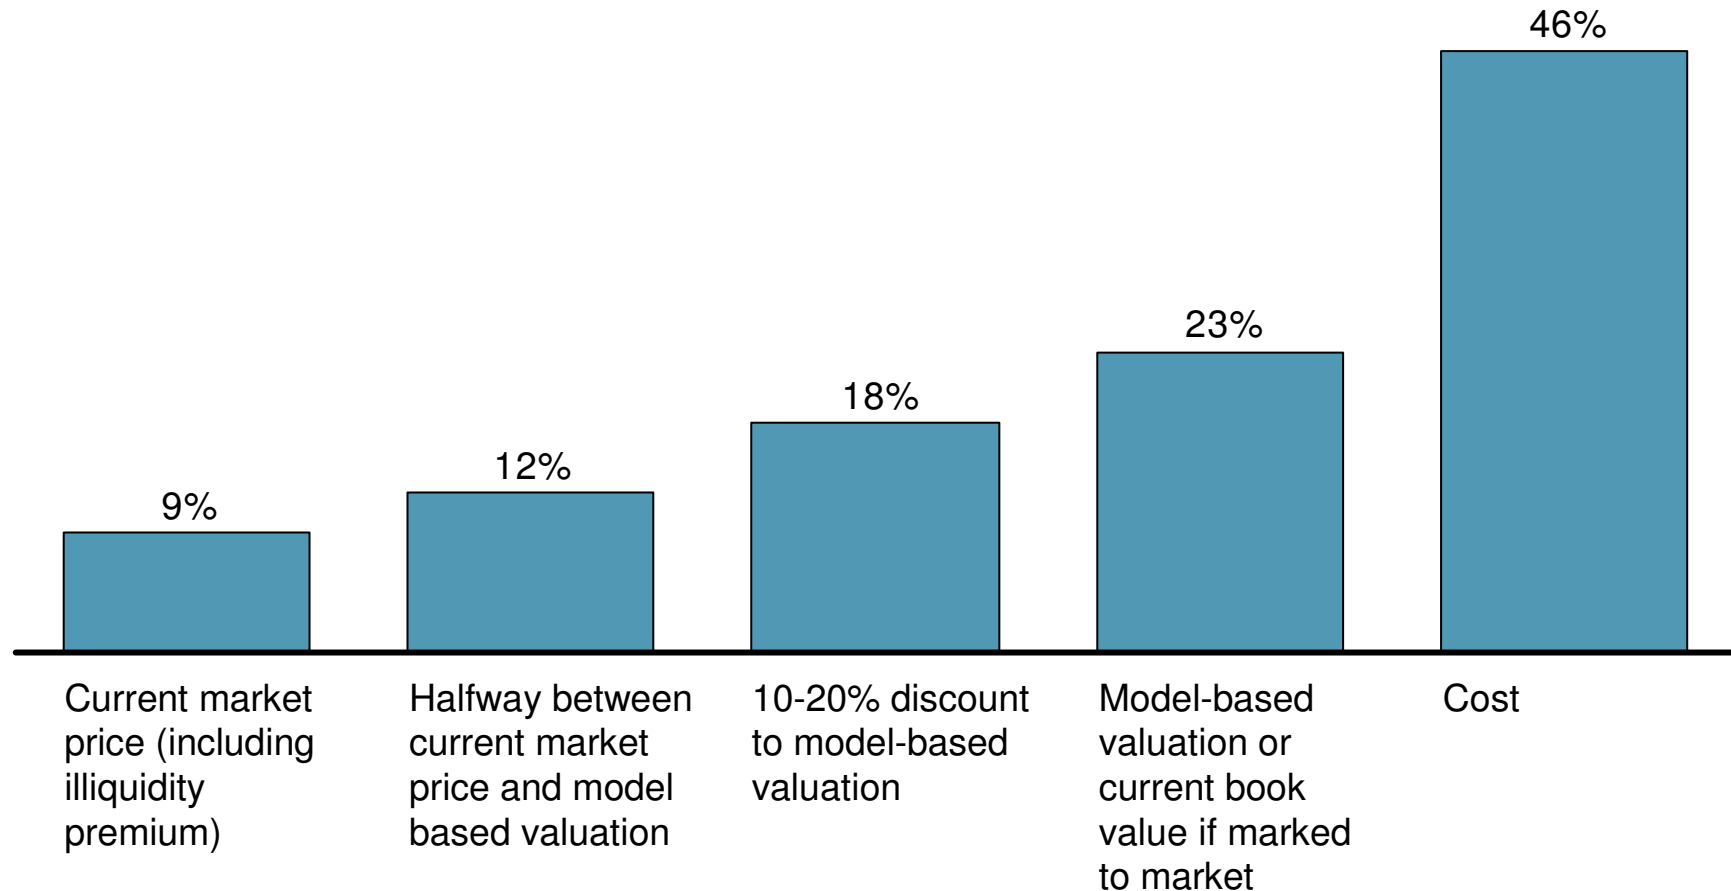 46%
23%
18%
12%
9%
Current market
price (including
illiquidity
premium)
Halfway between
current market
price and model
based valuation
10-20% discount
to model-based
valuation
Model-based
valuation or
current book
value if marked
to market
Cost